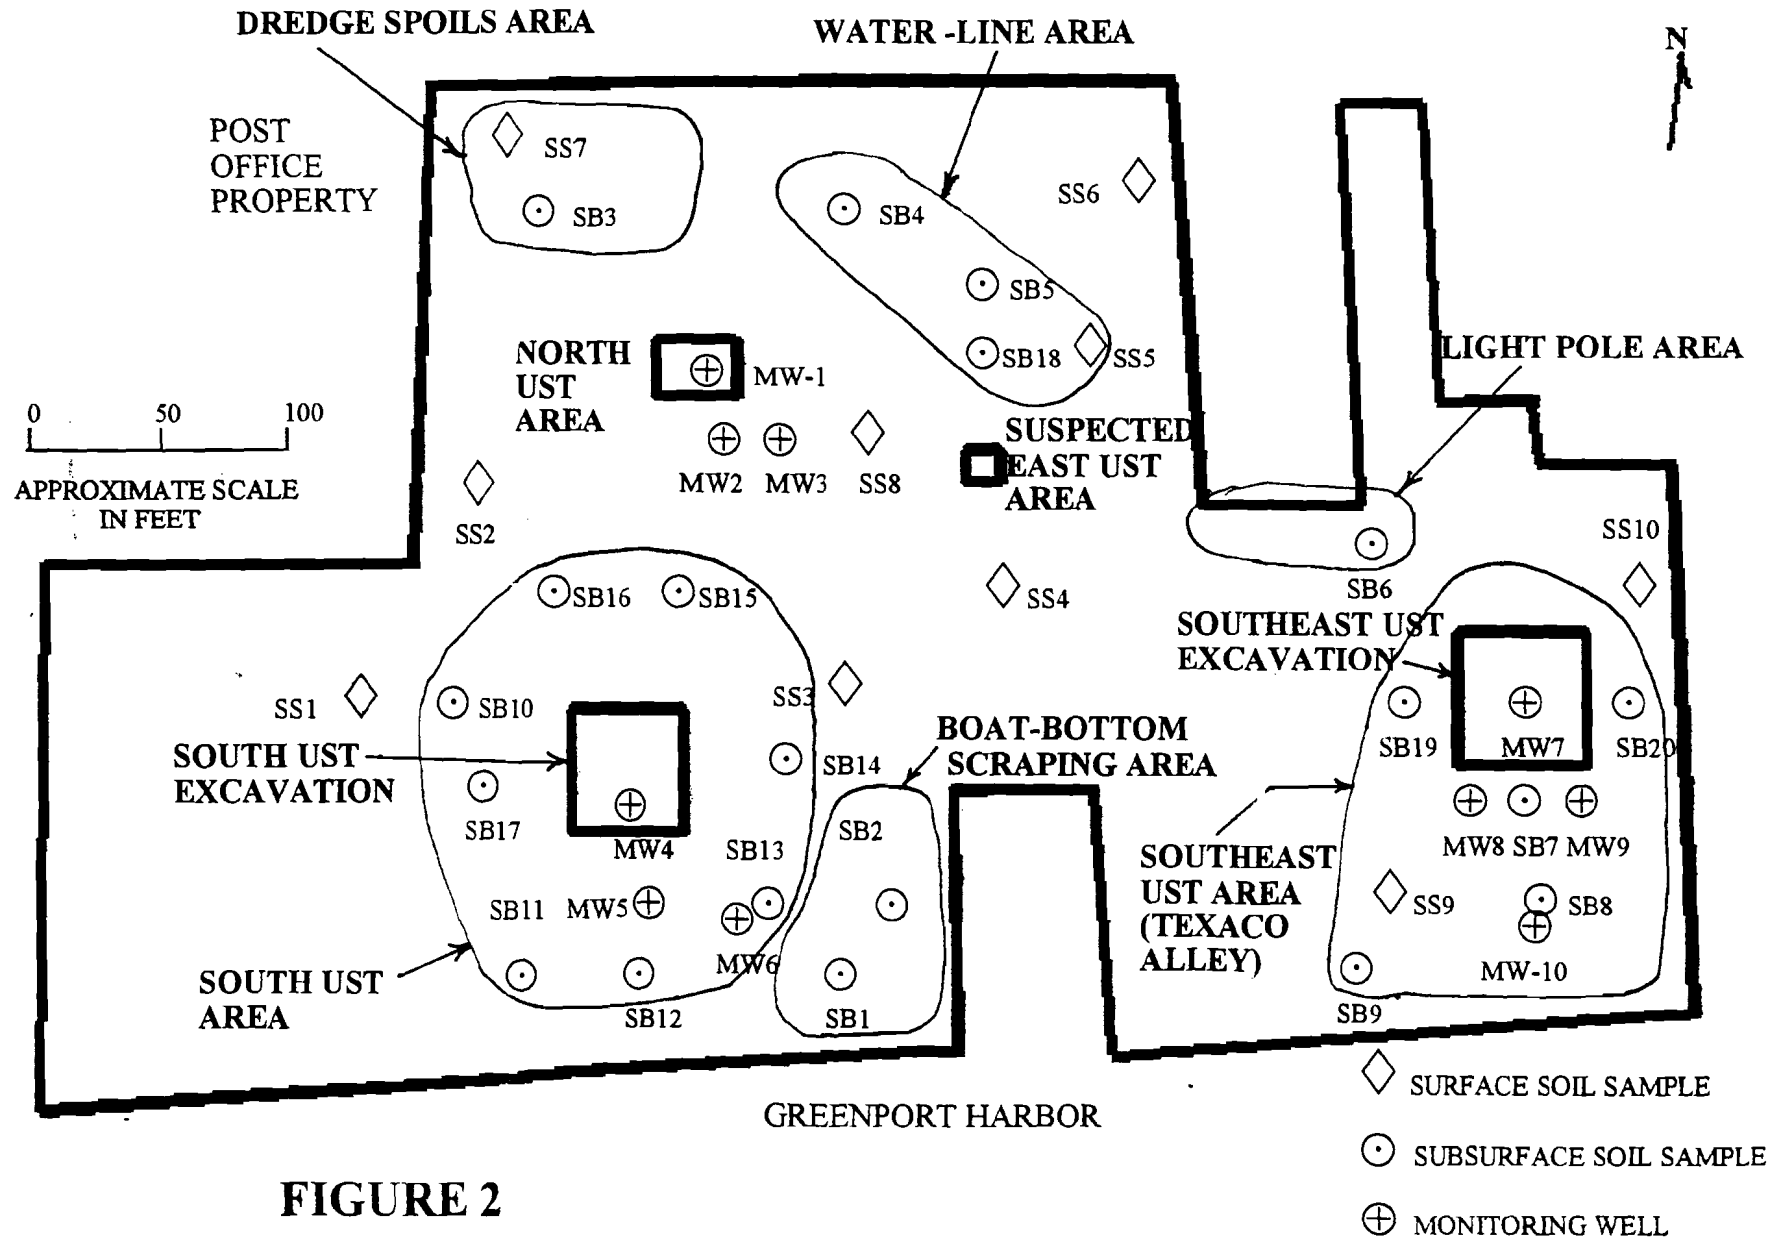 DREDGE SPOILS AREA
WATER -LINE AREA
N
POST
OFFICE
PROPERTY
SS7
SB3
SS6
SB4
SB5
SB18
SS5
LIGHT POLE AREA
NORTH
UST
AREA
MW-1
0 50 100
APPROXIMATE SCALE
IN FEET
MW2 MW3 SS8
SUSPECTED
EAST UST
AREA
SS2
SS10
SB16
SB15
SS4
SB6
SOUTHEAST UST
EXCAVATION
SS1
SB10
SS3
SOUTH UST
EXCAVATION
SB14
BOAT-BOTTOM
SCRAPING AREA
SB19 MW7 SB20
SB17
MW4
SB13
SB2
MW8 SB7 MW9
SOUTHEAST
UST AREA
(TEXACO
ALLEY)
SB11 MW5
SS9
SB8
MW6
MW-10
SOUTH UST
AREA
SB12
SB1
SB9
SURFACE SOIL SAMPLE
GREENPORT HARBOR
SUBSURFACE SOIL SAMPLE
MONITORING WELL
FIGURE 2